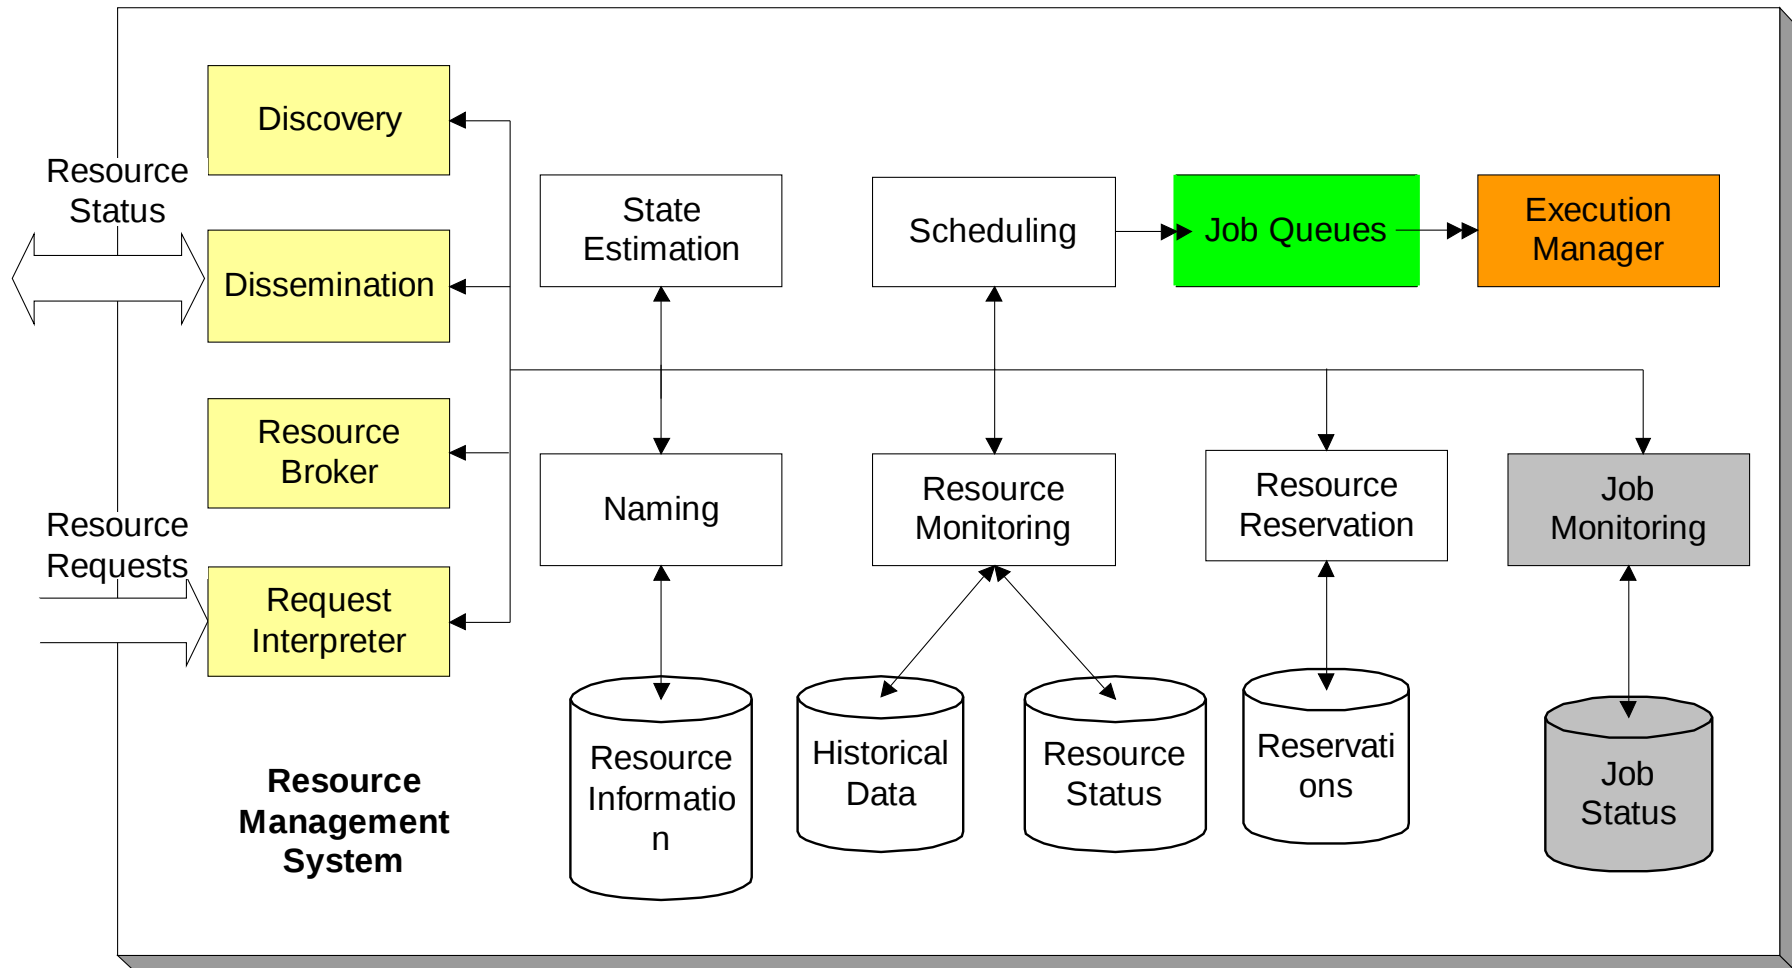 Discovery
Resource
Status
Dissemination
State
Estimation
Scheduling
Job Queues
Execution
Manager
Resource
Broker
Resource
Requests
Request
Interpreter
Naming
Resource
Monitoring
Resource
Reservation
Job
Monitoring
Resource
Management
System
Resource
Informatio
n
Historical
Data
Resource
Status
Reservati
ons
Job
Status